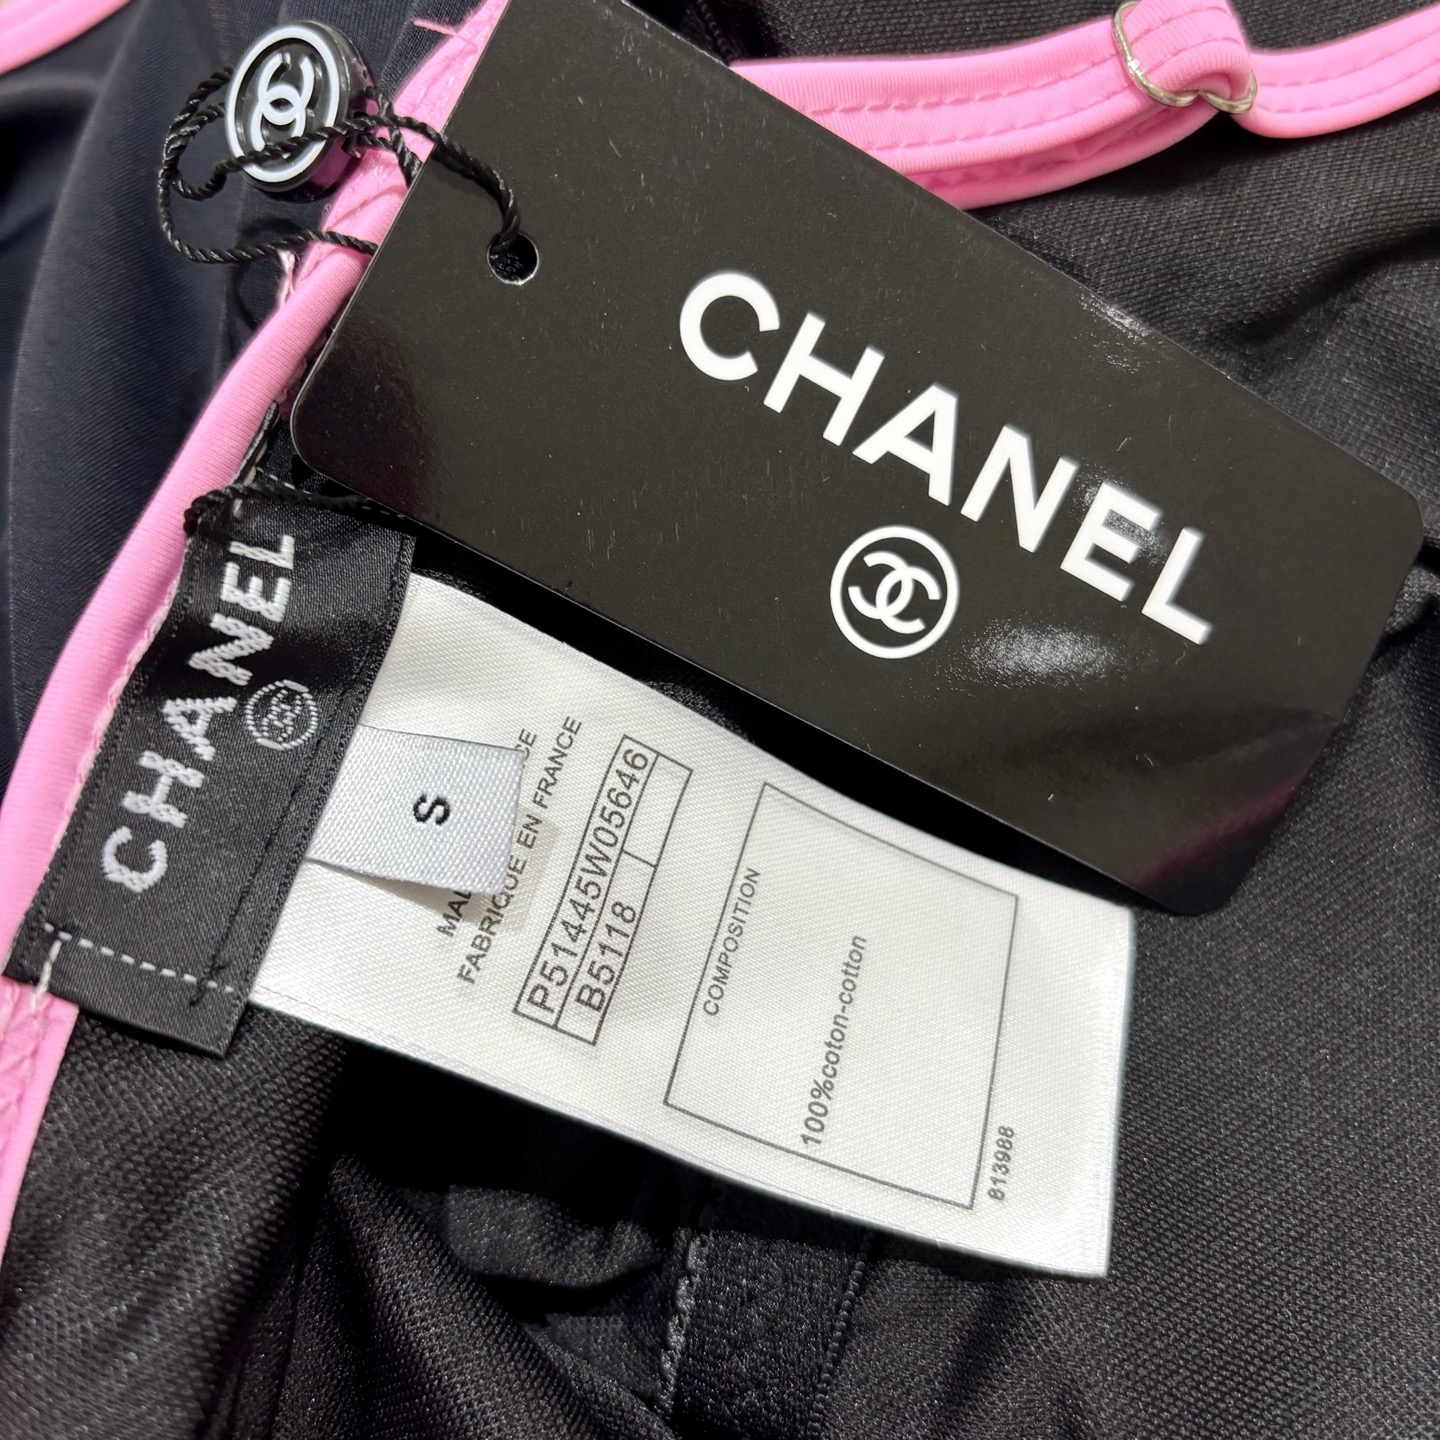 CHANEL
CHANEL
S
FABRIQUE EN FRANCE
P51445W05646
B5118
COMPOSITION
100%coton-cotton
813988